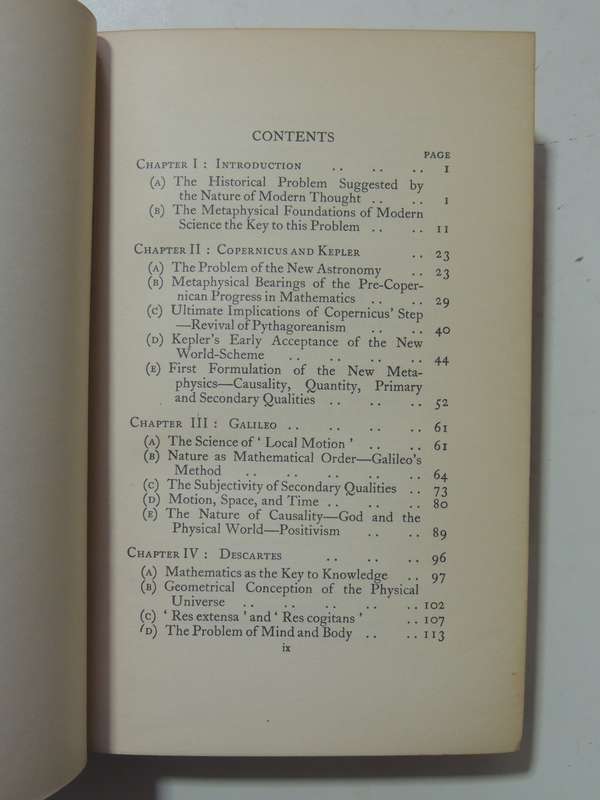 CONTENTS
PAGE
CHAPTER I : INTRODUCTION .. .. .. 1
(A) The Historical Problem Suggested by
the Nature of Modern Thought .. .. 1
(B) The Metaphysical Foundations of Modern
Science the Key to this Problem .. .. 11
CHAPTER II : COPERNICUS AND KEPLER .. 23
(A) The Problem of the New Astronomy .. 23
(B) Metaphysical Bearings of the Pre-Coper-
nican Progress in Mathematics .. .. 29
(C) Ultimate Implications of Copernicus' Step
—Revival of Pythagoreanism .. .. 40
(D) Kepler's Early Acceptance of the New
World-Scheme .. .. .. .. 44
(E) First Formulation of the New Meta-
physics—Causality, Quantity, Primary
and Secondary Qualities .. .. .. 52
CHAPTER III : GALILEO .. .. .. .. 61
(A) The Science of ' Local Motion ' .. .. 61
(B) Nature as Mathematical Order—Galileo's
Method .. .. .. .. .. 64
(C) The Subjectivity of Secondary Qualities .. 73
(D) Motion, Space, and Time .. .. .. 80
(E) The Nature of Causality—God and the
Physical World—Positivism .. .. 89
CHAPTER IV : DESCARTES .. .. .. 96
(A) Mathematics as the Key to Knowledge .. 97
(B) Geometrical Conception of the Physical
Universe .. .. .. .. .. 102
(C) ' Res extensa ' and ' Res cogitans ' .. 107
(D) The Problem of Mind and Body .. .. 113
ix